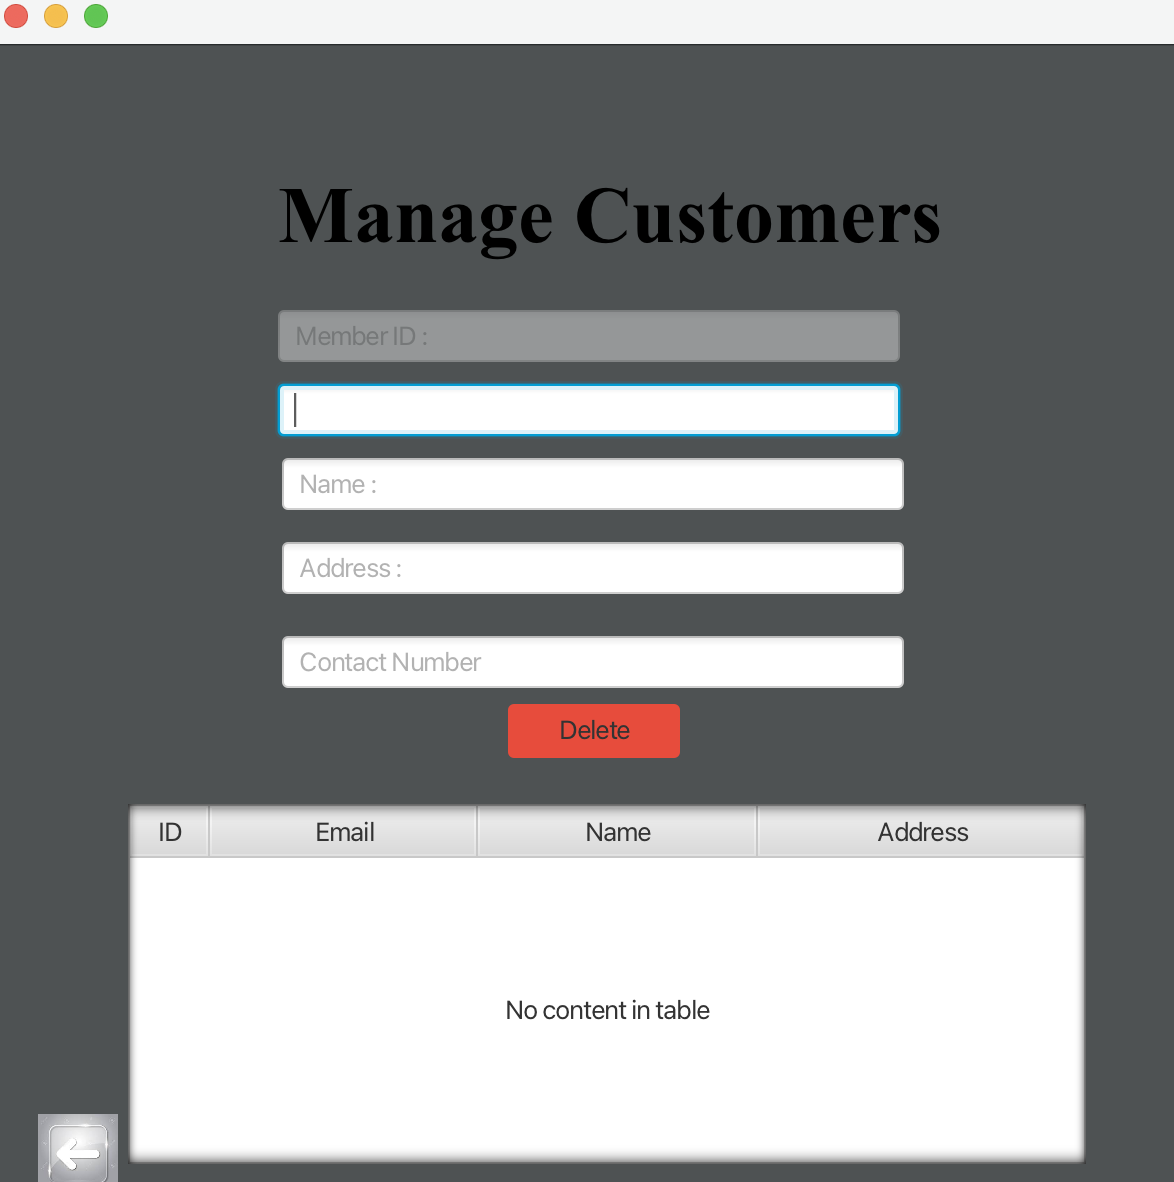 Manage Customers
Member ID :
Name :
Address :
Contact Number
Delete
ID Email Name Address
No content in table